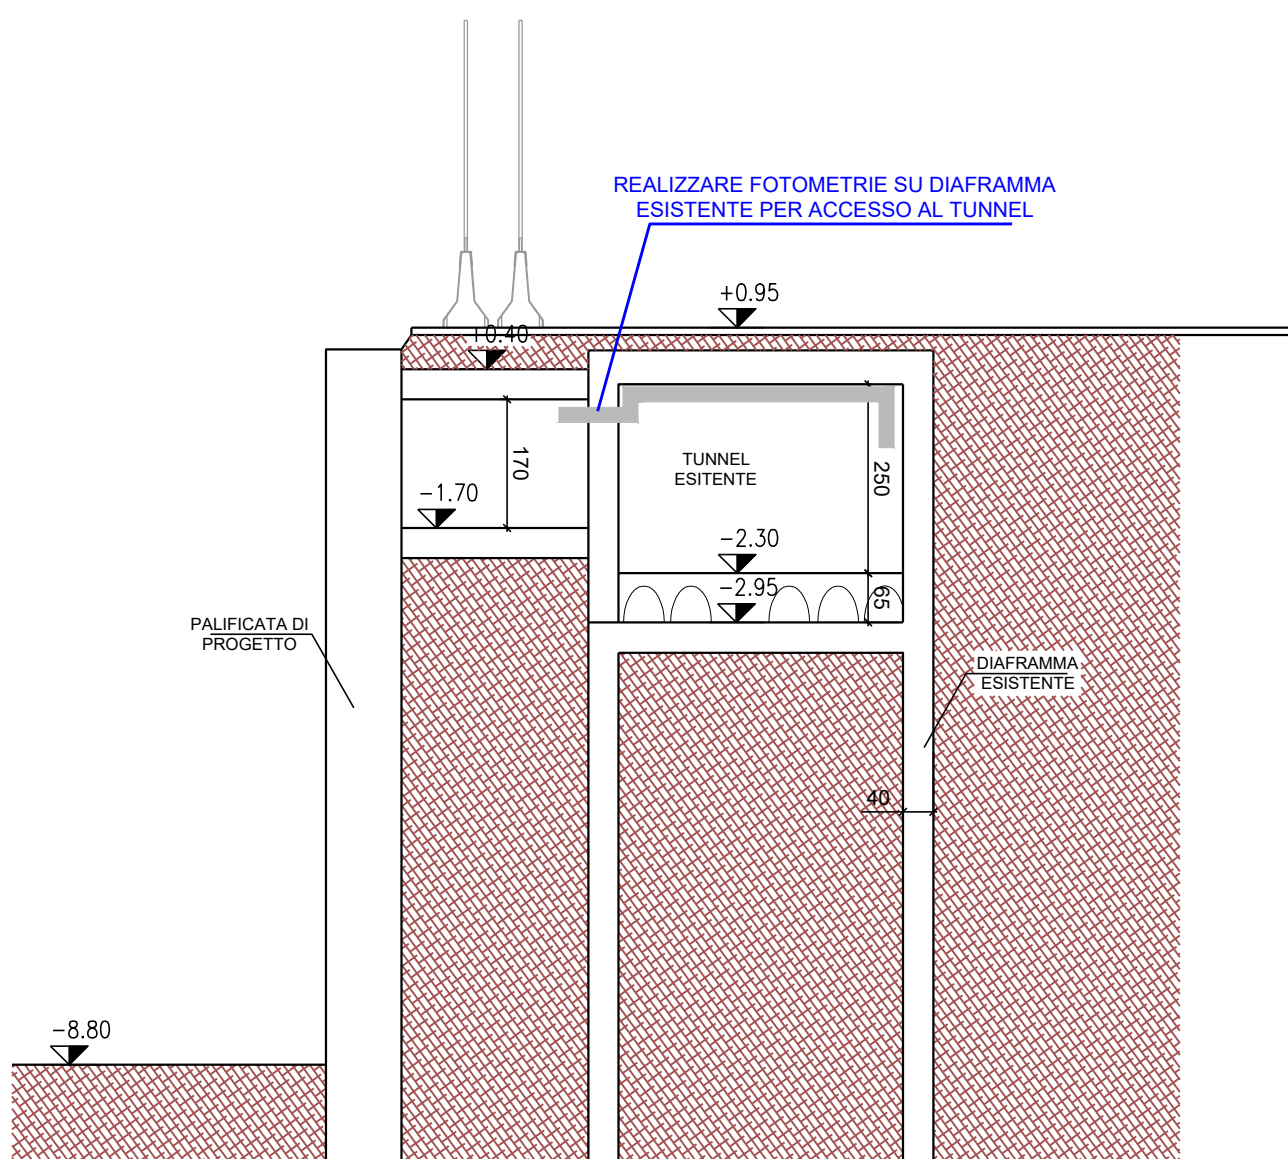 REALIZZARE FOTOMETRIE SU DIAFRAMMA
ESISTENTE PER ACCESSO AL TUNNEL
+0.95
+0.40
170
TUNNEL
ESITENTE
250
-1.70
-2.30
-2.95
65
PALIFICATA DI
PROGETTO
DIAFRAMMA
ESISTENTE
40
-8.80